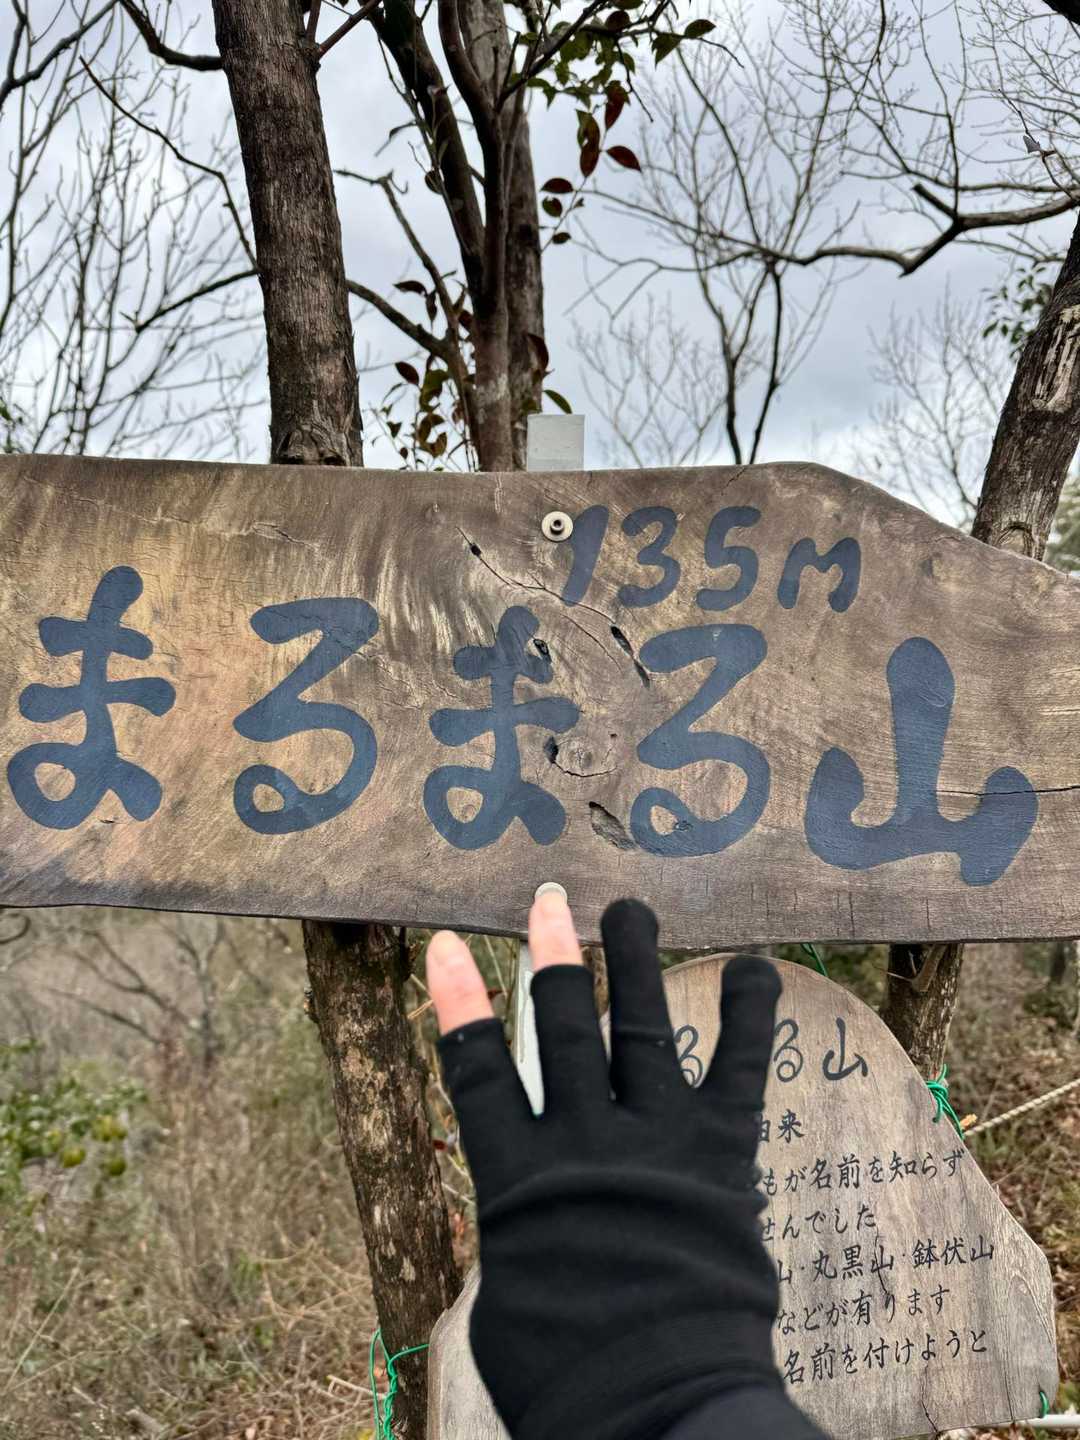 135m
まるまる山
るる山
由来
もが名前を知らず
せんでした
山・丸黒山・鉢伏山
などが有ります
名前を付けようと